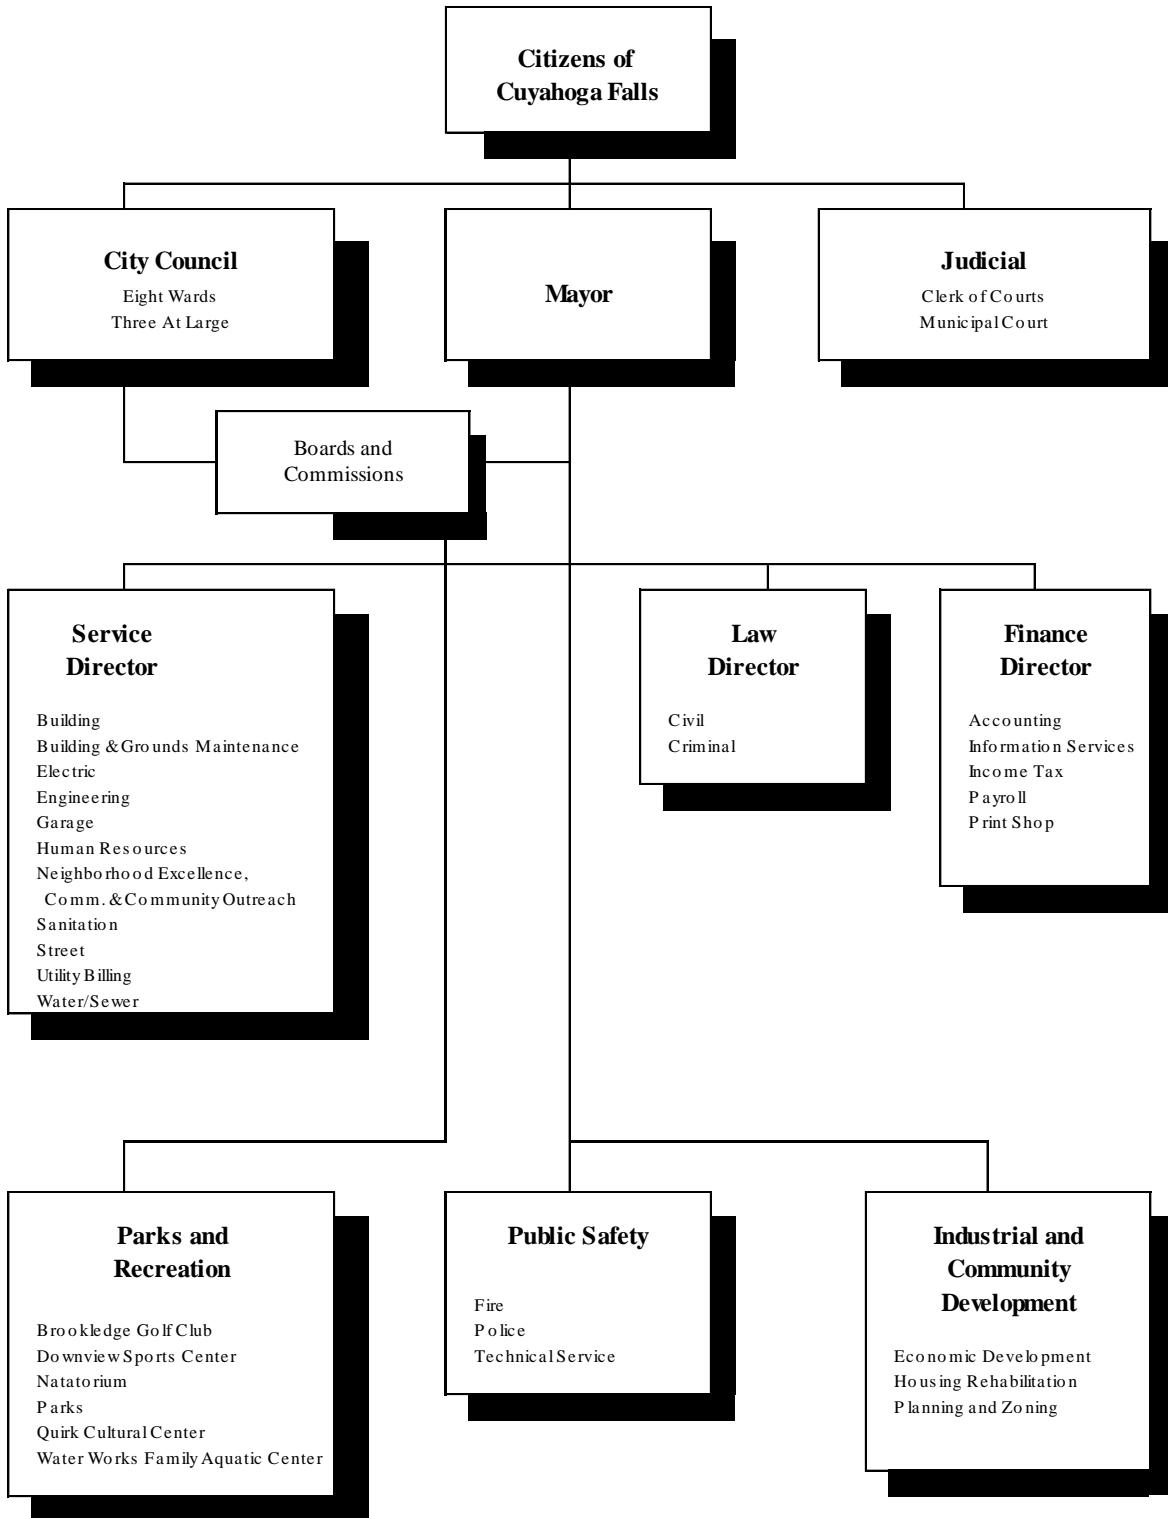 Citizens of
Cuyahoga Falls
City Council
Eight Wards
Three At Large
Mayor
Judicial
Clerk of Courts
Municipal Court
Boards and
Commissions
Service
Director
Building
Building & Grounds Maintenance
Electric
Engineering
Garage
Human Resources
Neighborhood Excellence,
Comm. & Community Outreach
Sanitation
Street
Utility Billing
Water/Sewer
Law
Director
Civil
Criminal
Finance
Director
Accounting
Information Services
Income Tax
Payroll
Print Shop
Parks and
Recreation
Brookledge Golf Club
Downview Sports Center
Natatorium
Parks
Quirk Cultural Center
Water Works Family Aquatic Center
Public Safety
Fire
Police
Technical Service
Industrial and
Community
Development
Economic Development
Housing Rehabilitation
Planning and Zoning